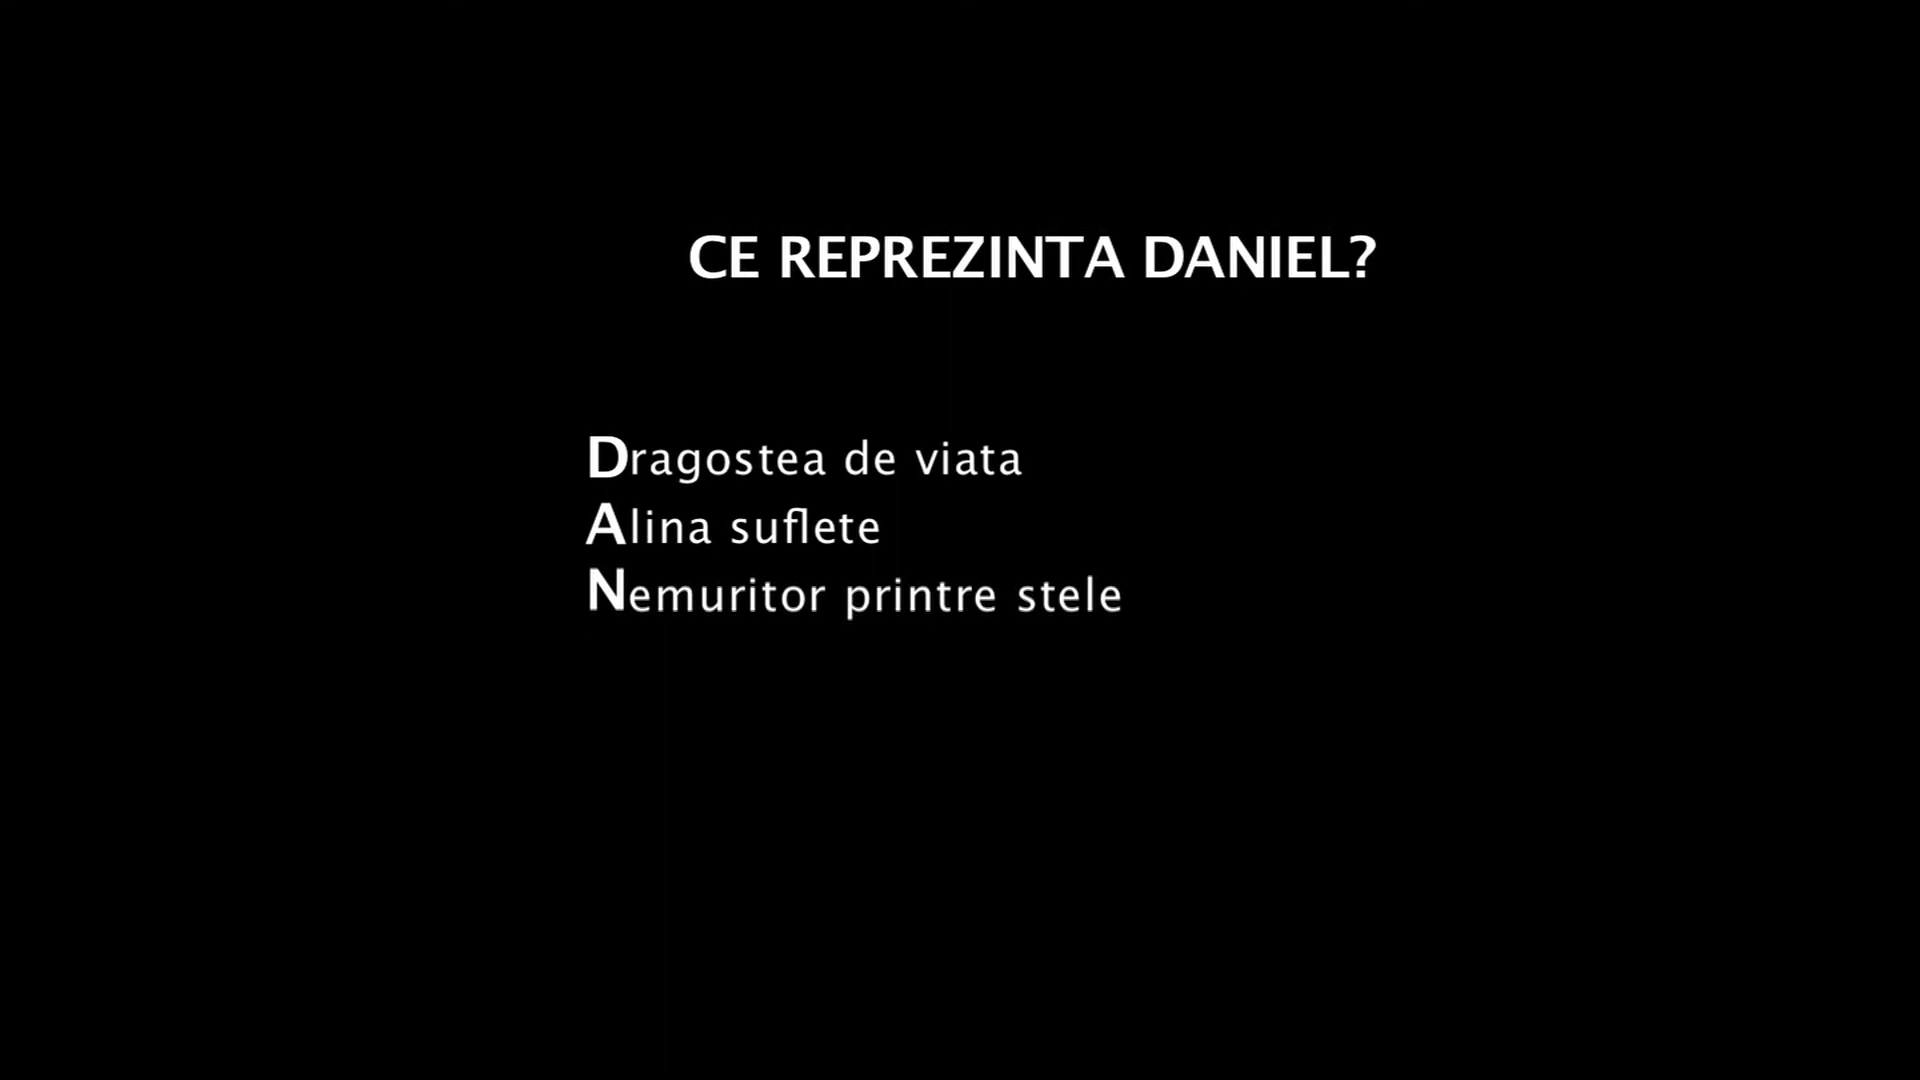 CE REPREZINTA DANIEL?
Dragostea de viata
Alina suflete
Nemuritor printre stele